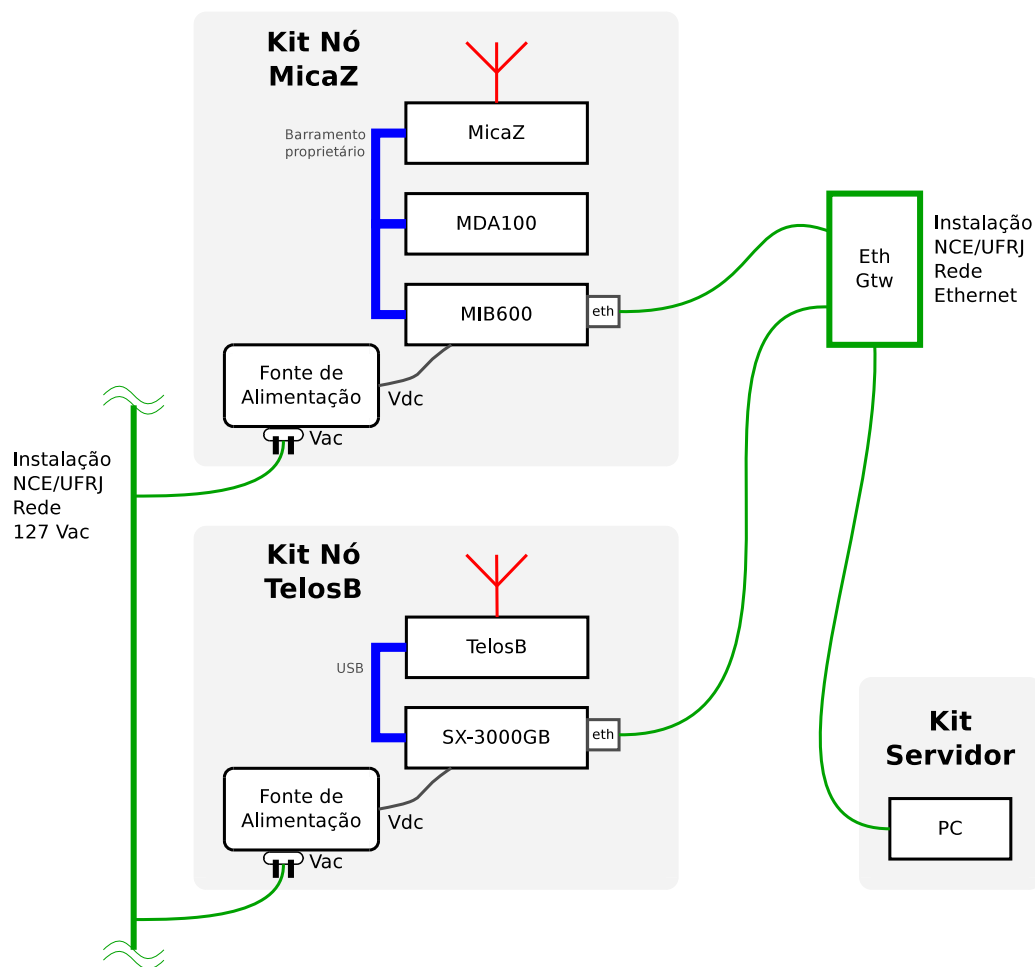 Kit Nó
MicaZ
Barramento
proprietário
MicaZ
MDA100
MIB600
eth
Fonte de
Alimentação
Vdc
Vac
Eth
Gtw
Instalação
NCE/UFRJ
Rede
Ethernet
Instalação
NCE/UFRJ
Rede
127 Vac
Kit Nó
TelosB
USB
TelosB
SX-3000GB
eth
Fonte de
Alimentação
Vdc
Vac
Kit
Servidor
PC